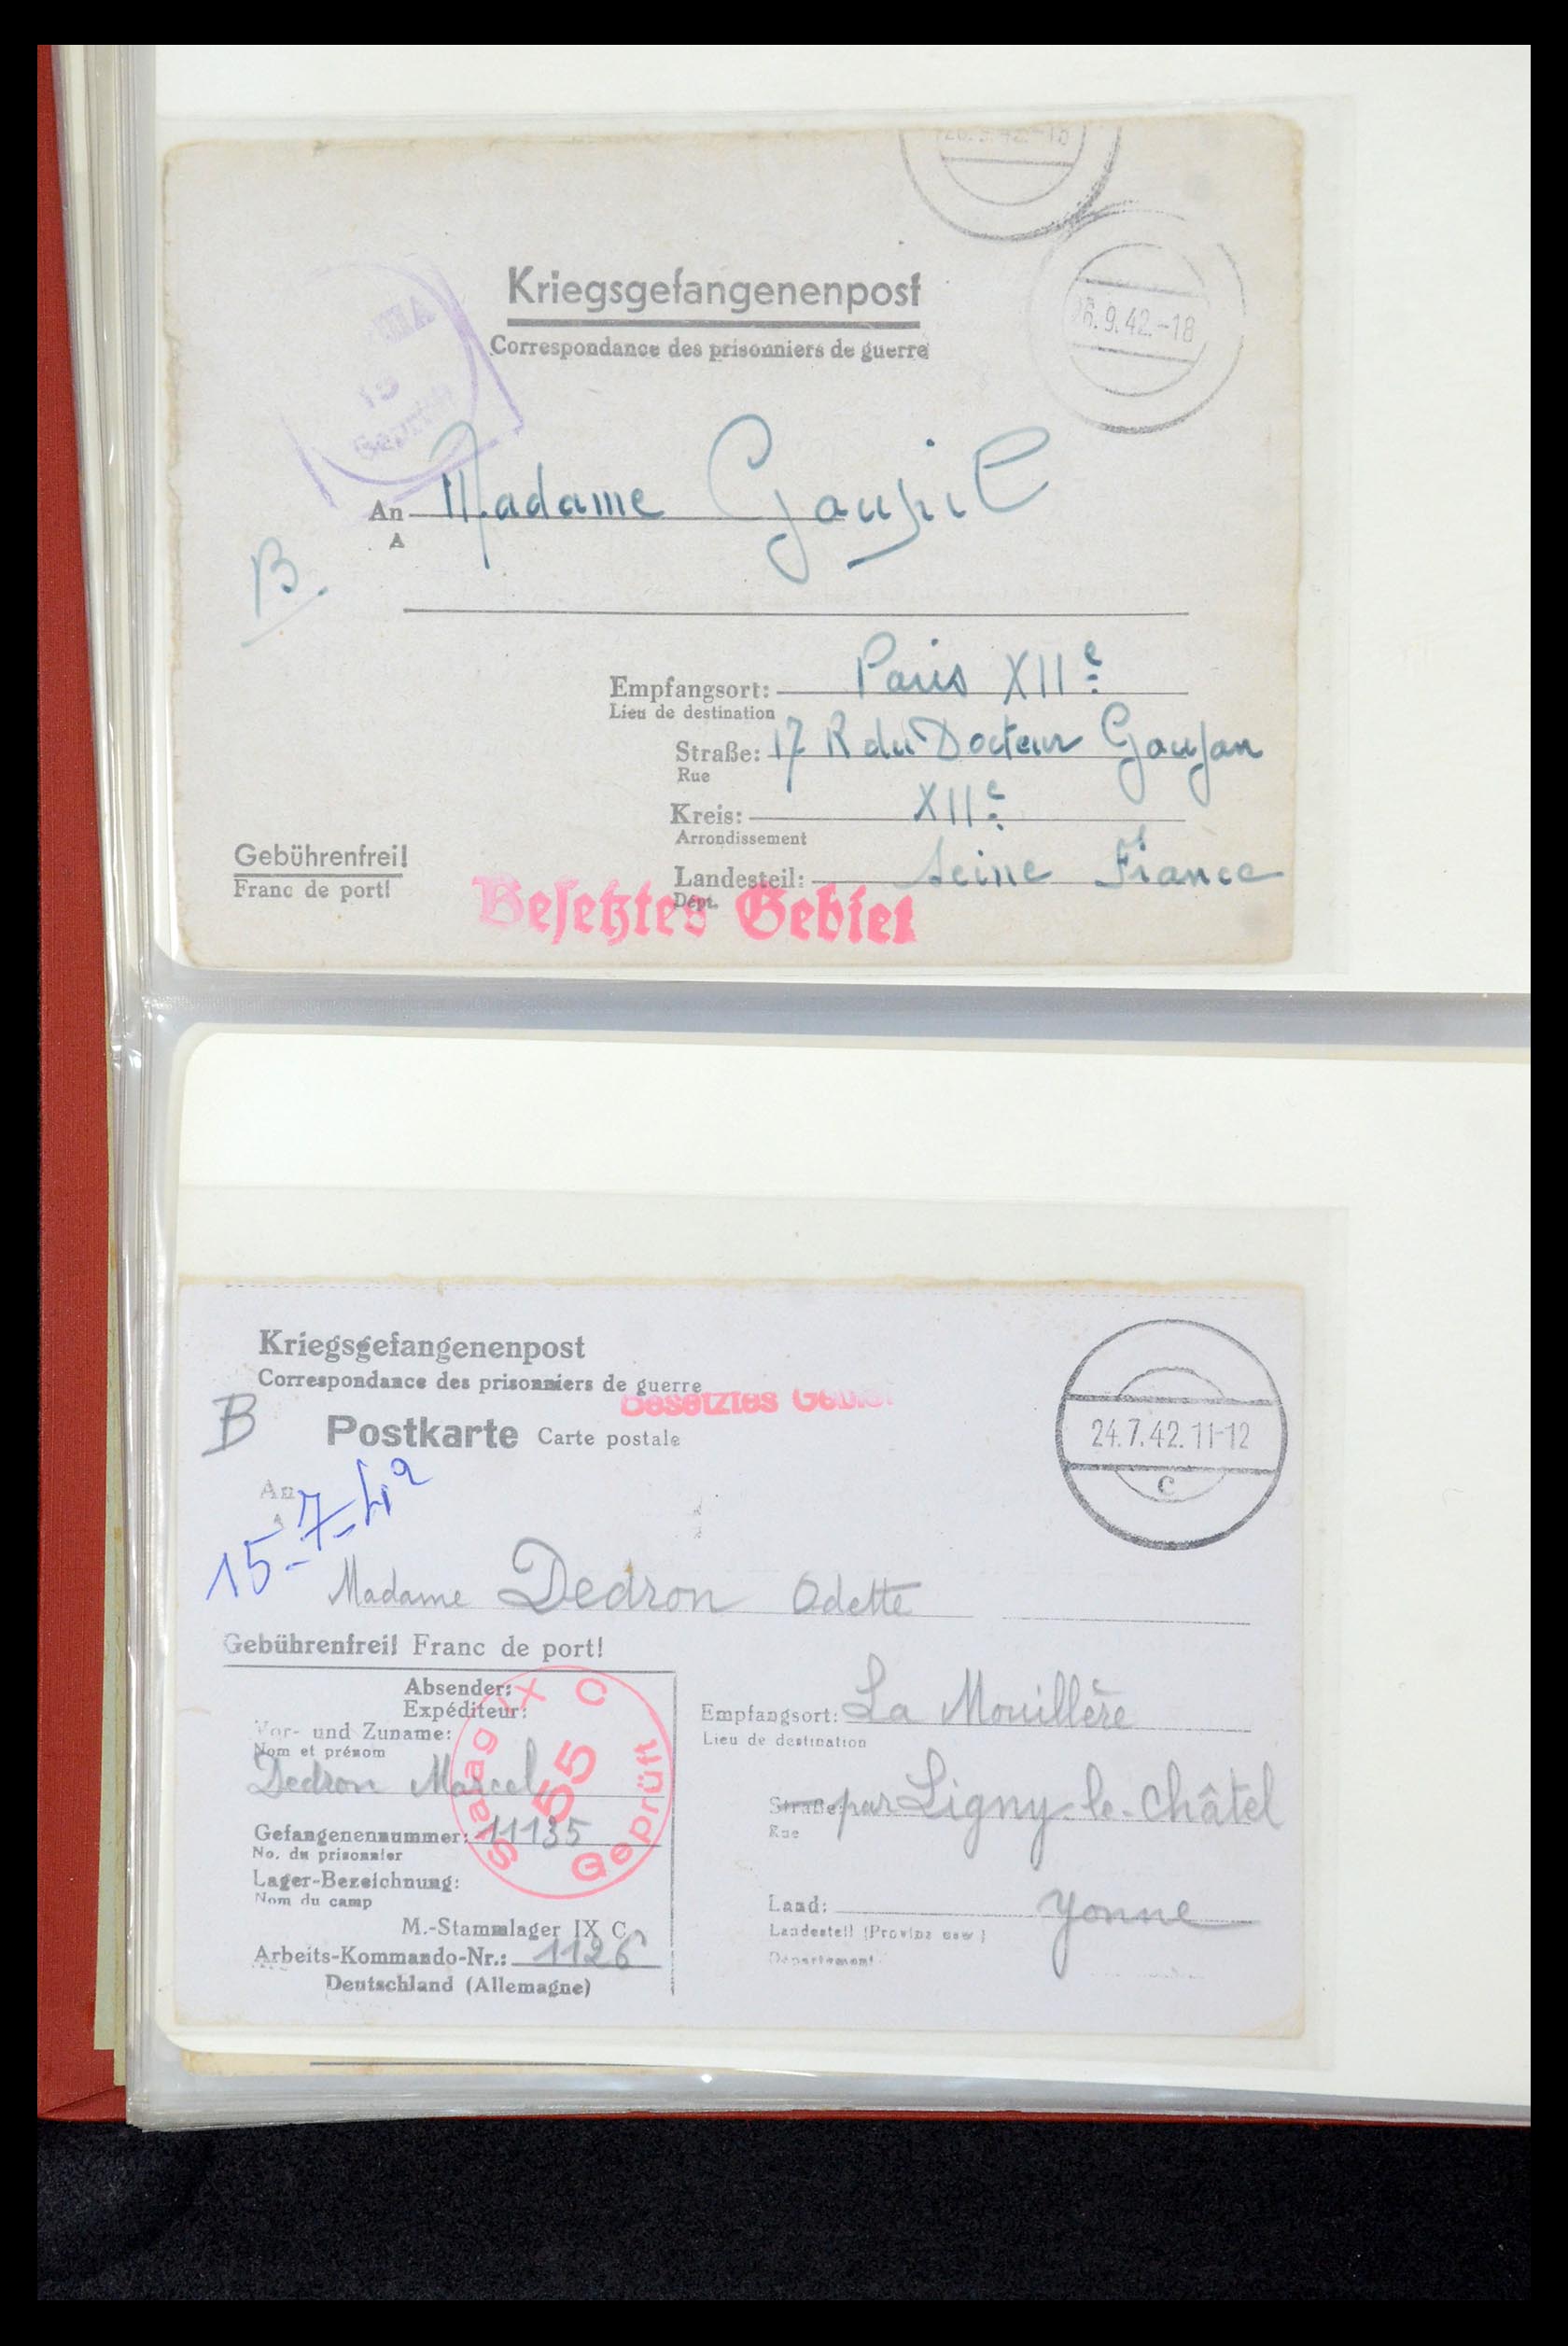 Kriegsgefangenenpost
Correspondance des prisonniers de guerre
6.9.42.-18
An Madame Goupil
A
B.
Empfangsort: Paris XIIe
Lieu de destination
Straße: 17 R du Docteur Goujon
Rue
Kreis: XIIe
Arrondissement
Gebührenfrei!
Franc de port!
Landesteil: Seine France
Dépt.
Besetztes Gebiet
Kriegsgefangenenpost
Correspondance des prisonniers de guerre
Besetztes Gebiet
B
Postkarte Carte postale
24.7.42.11-12
c
An
A
15-7-42
Madame Dedron Odette
Gebührenfrei! Franc de port!
Absender:
Expéditeur:
Vor- und Zuname:
Nom et prénom
Dedron Marcel
Gefangenennummer: 11135
No. du prisonnier
Lager-Bezeichnung:
Nom du camp
M.-Stammlager IX C
Arbeits-Kommando-Nr.: 1126
Deutschland (Allemagne)
Stalag IX C
55
Geprüft
Empfangsort: La Mouillère
Lieu de destination
Straße: par Ligny-le-Châtel
Rue
Land: Yonne
Landesteil (Provinz usw.)
Département